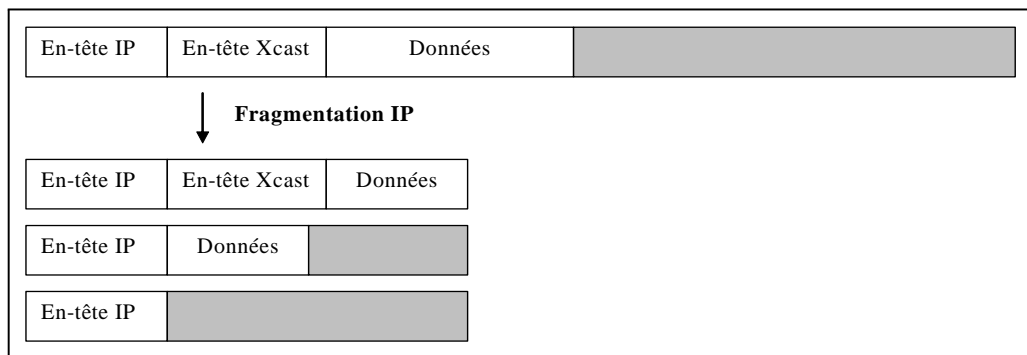 En-tête IP En-tête Xcast Données
Fragmentation IP
En-tête IP En-tête Xcast Données
En-tête IP Données
En-tête IP